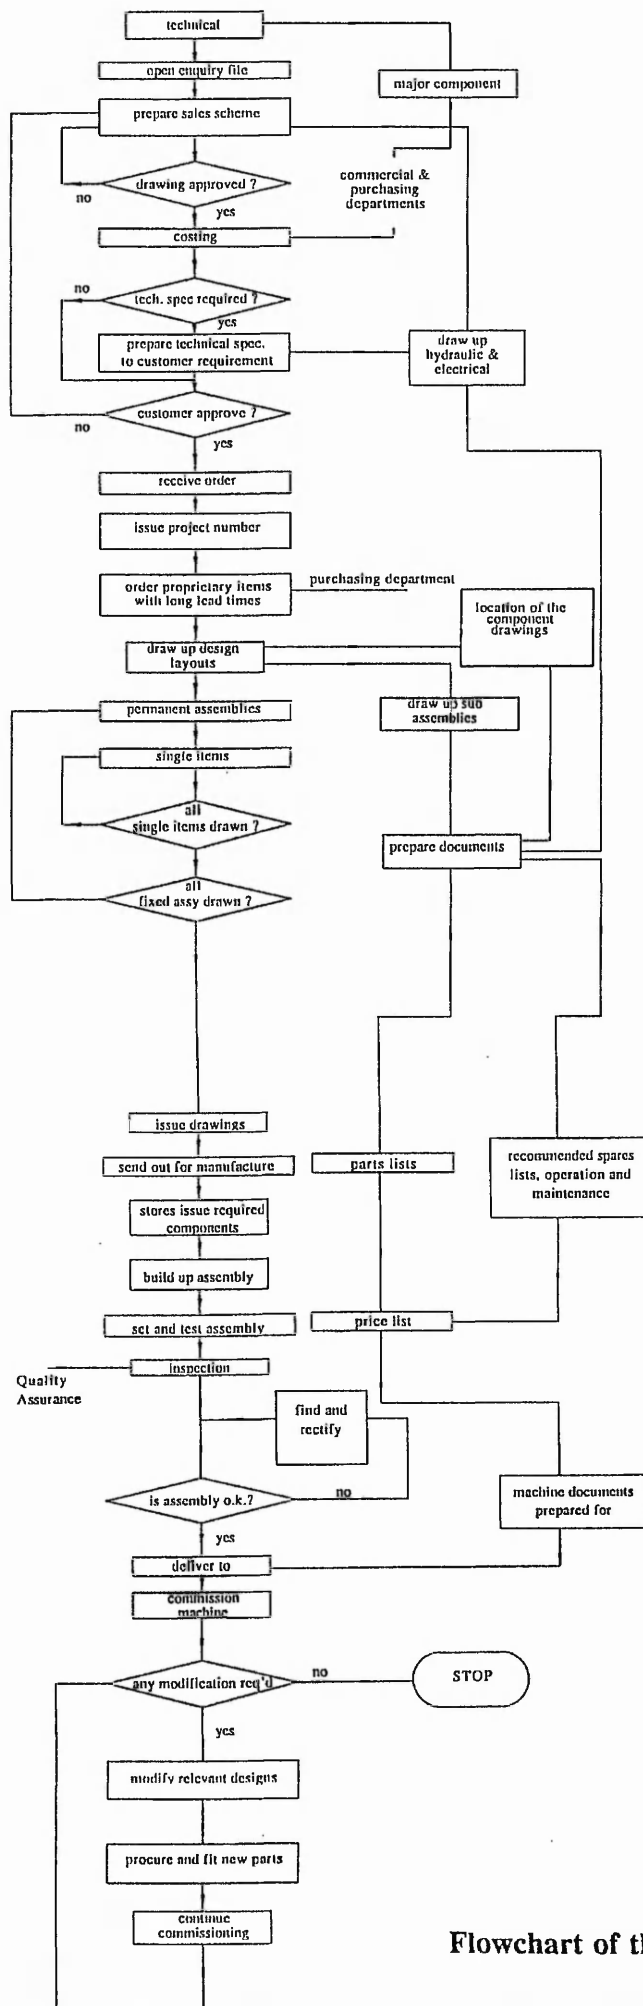 technical
open enquiry file
major component
prepare sales scheme
commercial &
purchasing
departments
drawing approved ?
no
yes
costing
no
tech. spec required ?
yes
prepare technical spec.
to customer requirement
draw up
hydraulic &
electrical
customer approve ?
no
yes
receive order
issue project number
order proprietary items
with long lead times
purchasing department
location of the
component
drawings
draw up design
layouts
permanent assemblies
draw up sub
assemblies
single items
all
single items drawn ?
prepare documents
all
fixed assy drawn ?
issue drawings
send out for manufacture
parts lists
recommended spares
lists, operation and
maintenance
stores issue required
components
build up assembly
set and test assembly
price list
inspection
Quality
Assurance
find and
rectify
is assembly o.k.?
no
machine documents
prepared for
yes
deliver to
commission
machine
any modification req'd
no
STOP
yes
modify relevant designs
procure and fit new parts
continue
commissioning
Flowchart of th